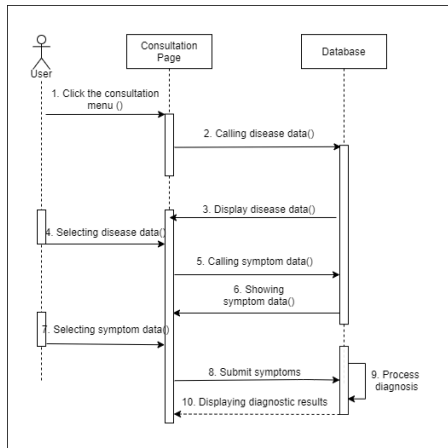 Consultation
Page
Database
User
1. Click the consultation
menu ()
2. Calling disease data()
3. Display disease data()
4. Selecting disease data()
5. Calling symptom data()
6. Showing
symptom data()
7. Selecting symptom data()
8. Submit symptoms
9. Process
diagnosis
10. Displaying diagnostic results